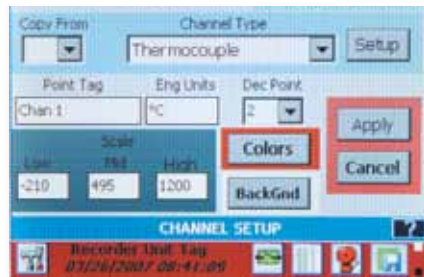 Copy From
Channel Type
Thermocouple
Setup
Point Tag
Eng Units
Dec Point
Chan 1
°C
2
Apply
Scale
Low
Mid
High
Colors
Cancel
-210
495
1200
BackGnd
CHANNEL SETUP
?
Recorder Unit Tag
03/26/2007 08:41:09